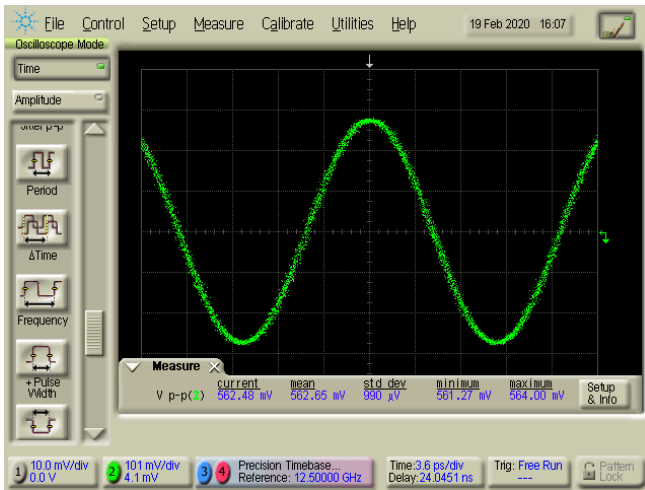 File Control Setup Measure Calibrate Utilities Help 19 Feb 2020 16:07
Oscilloscope Mode
Time
Amplitude
Jitter p-p
Period
ΔTime
Frequency
+ Pulse
Width
Measure
current mean std dev minimum maximum
V p-p(2) 562.48 mV 562.65 mV 990 µV 561.27 mV 564.00 mV
Setup
& Info
1) 10.0 mV/div
0.0 V
2) 101 mV/div
4.1 mV
3) 4) Precision Timebase...
Reference: 12.50000 GHz
Time:3.6 ps/div
Delay:24.0451 ns
Trig: Free Run
---
Pattern
Lock